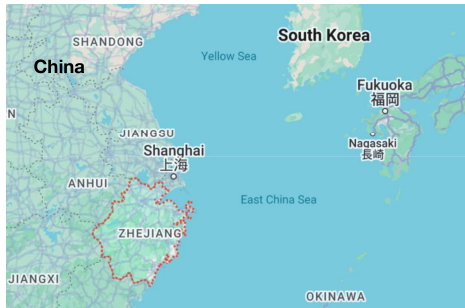 SHANDONG
China
Yellow Sea
South Korea
Fukuoka
福岡
N
Nagasaki
長崎
JIANGSU
Shanghai
上海
ANHUI
East China Sea
ZHEJIANG
JIANGXI
OKINAWA